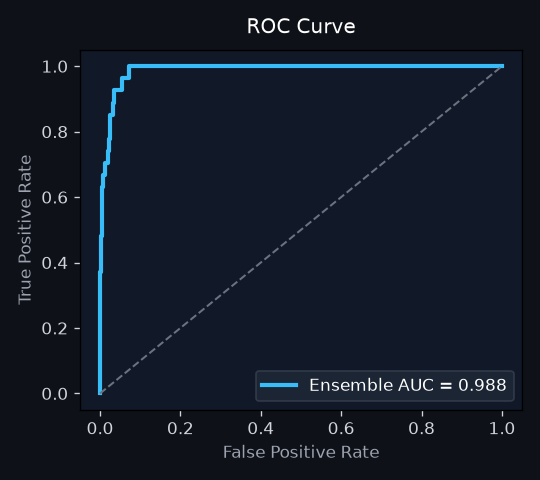 ROC Curve
1.0
0.8
0.6
0.4
0.2
0.0
True Positive Rate
Ensemble AUC = 0.988
0.0 0.2 0.4 0.6 0.8 1.0
False Positive Rate